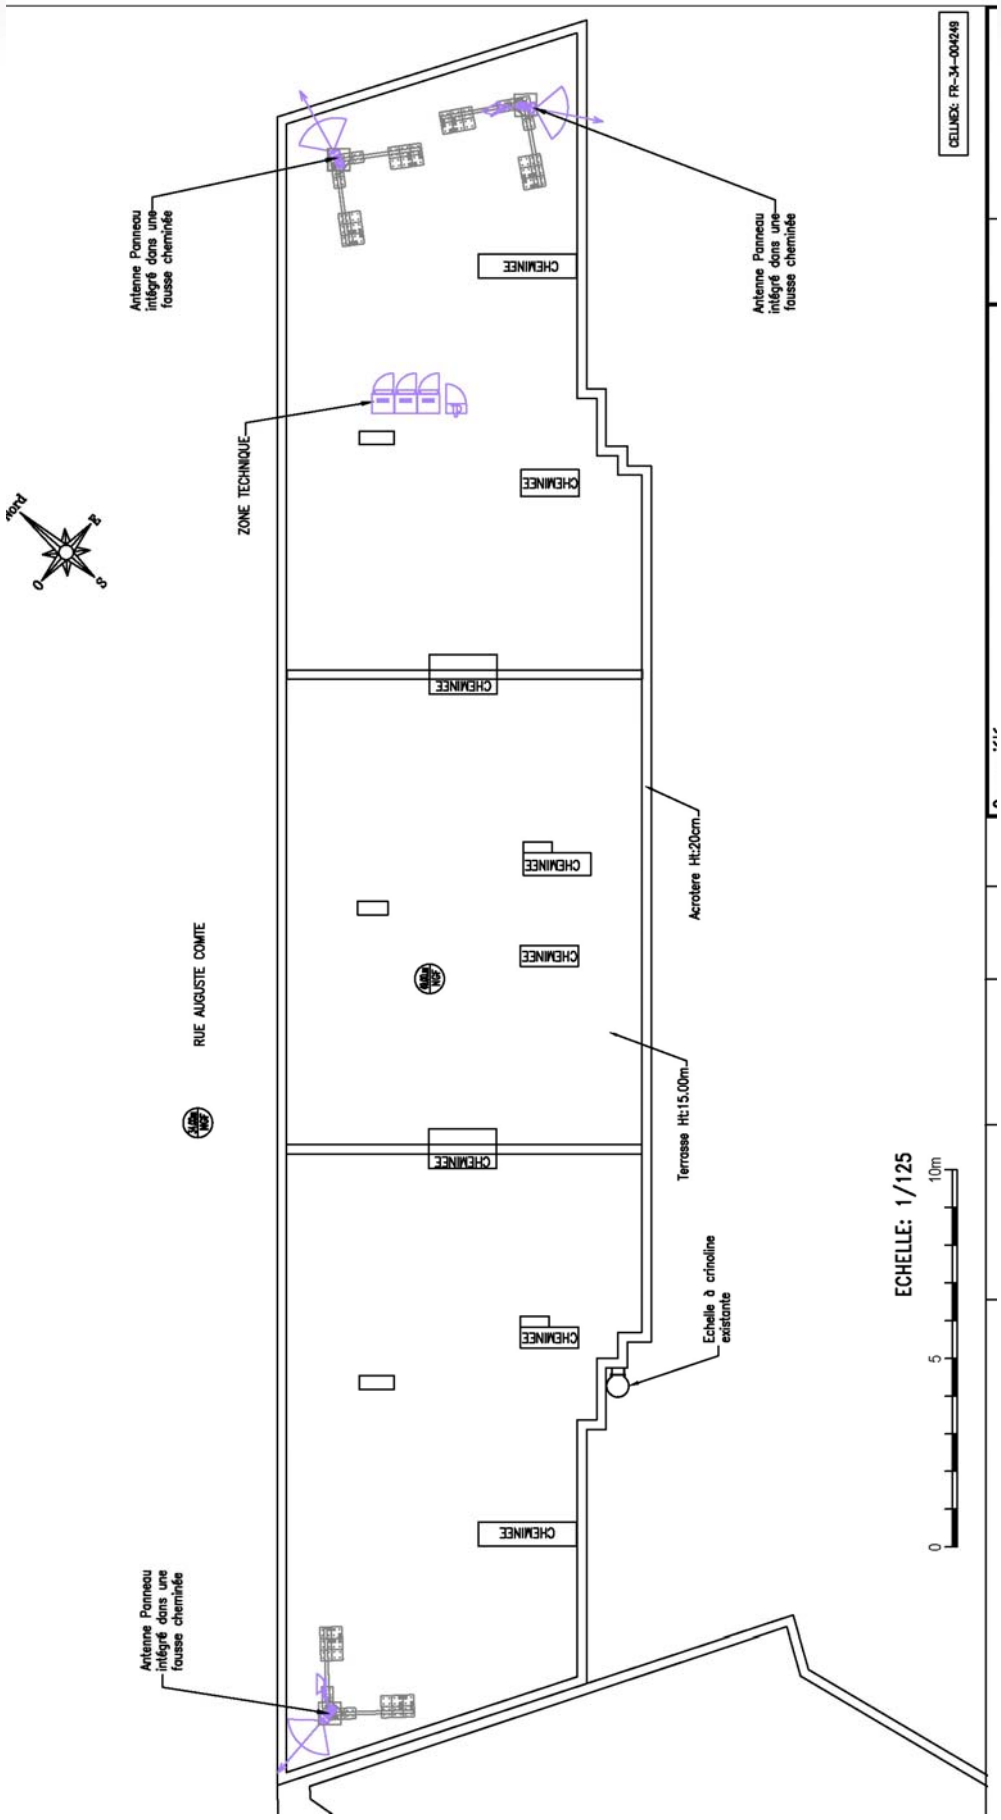 CELLNEX: FR-34-004249
Antenne Panneau
intégré dans une
fausse cheminée
Antenne Panneau
intégré dans une
fausse cheminée
CHEMINEE
ZONE TECHNIQUE
CHEMINEE
Nord
E
O
S
CHEMINEE
CHEMINEE
Acrotere Ht:20cm
RUE AUGUSTE COMTE
CHEMINEE
NGF
Terrasse Ht:15.00m
NGF
CHEMINEE
ECHELLE: 1/125
10m
5
0
Echelle à crinoline
existante
CHEMINEE
CHEMINEE
Antenne Panneau
intégré dans une
fausse cheminée